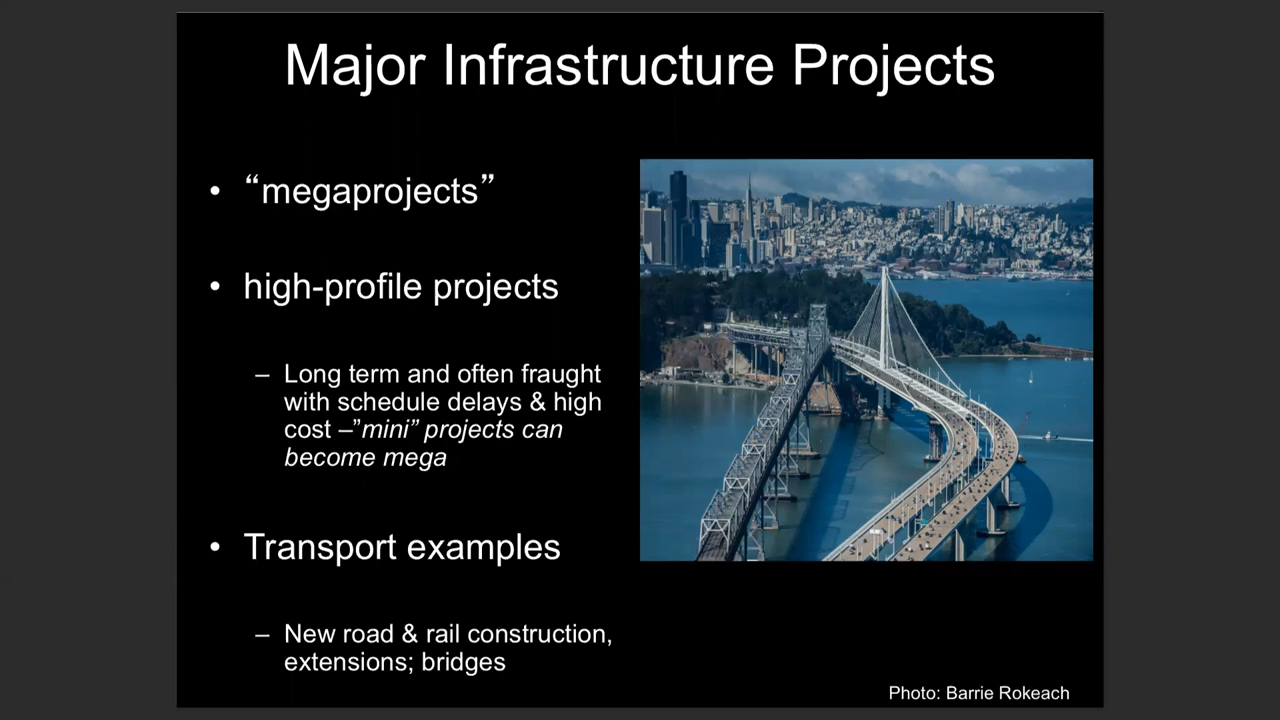 Major Infrastructure Projects
• “megaprojects”
• high-profile projects
– Long term and often fraught
with schedule delays & high
cost –”mini” projects can
become mega
• Transport examples
– New road & rail construction,
extensions; bridges
Photo: Barrie Rokeach